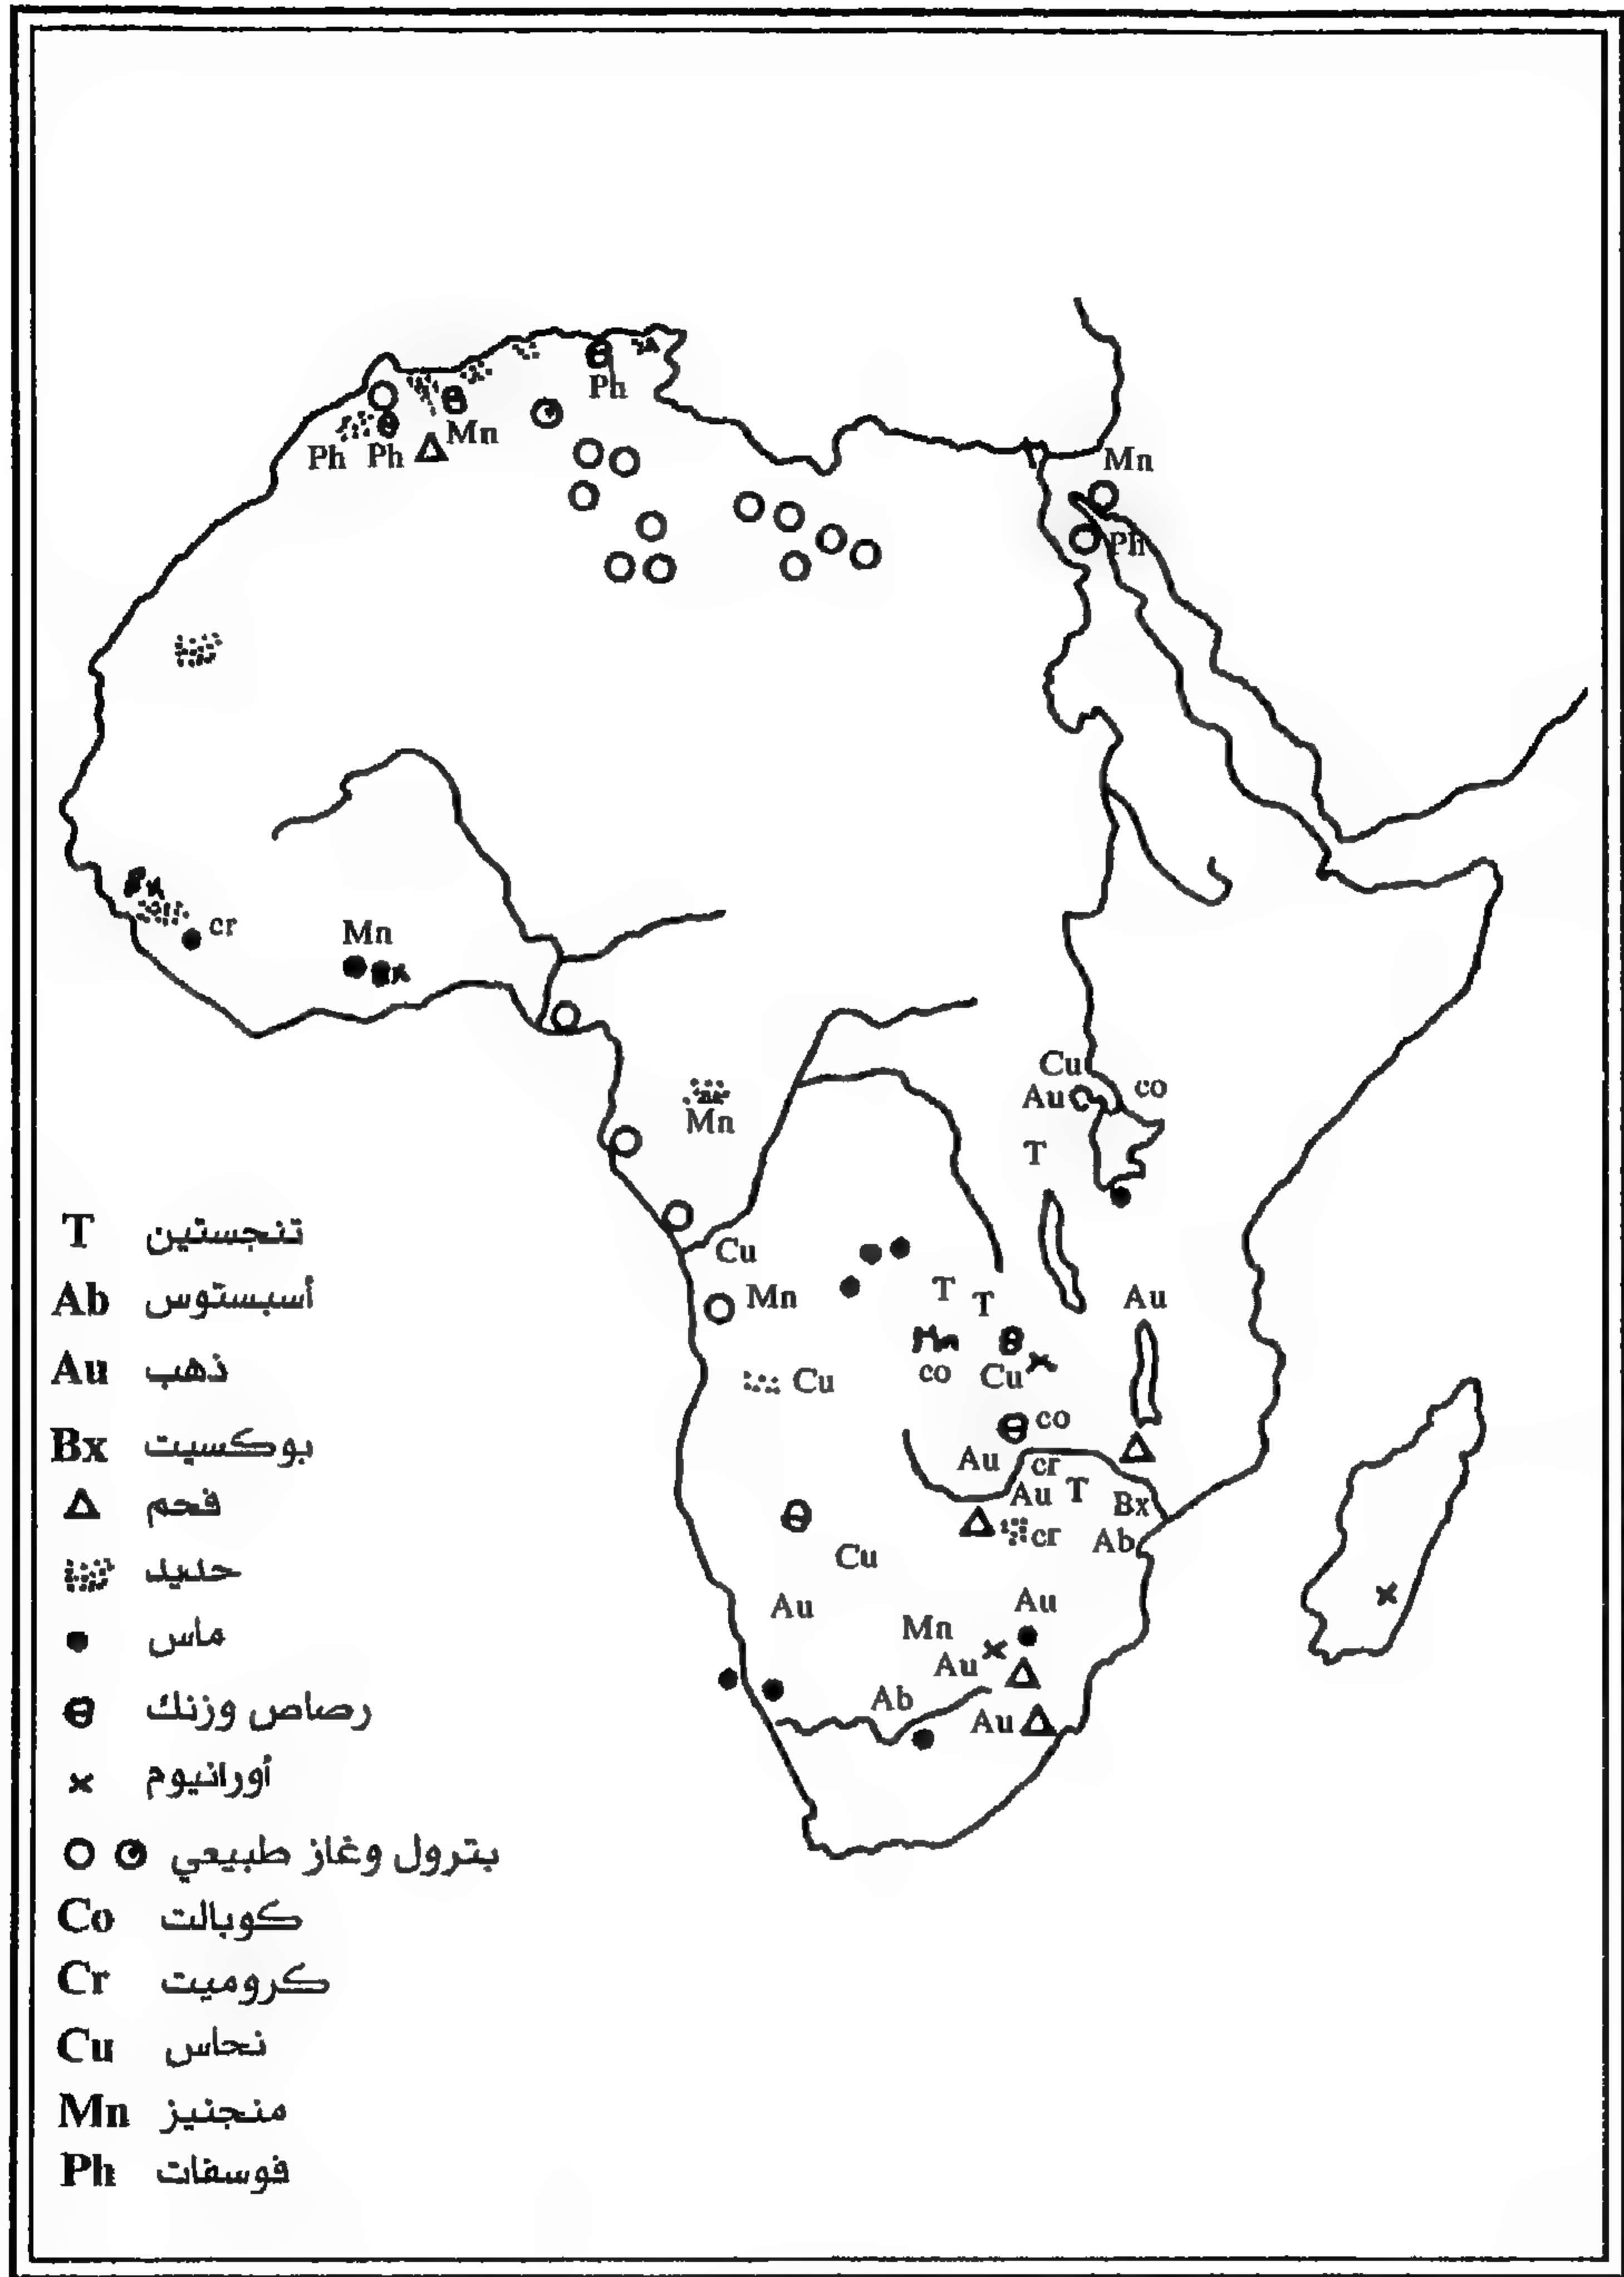 Ph
Mn
Ph Ph
Mn
Ph
cr
Mn
Bx
Cu
co
Au
Mn
T
Cu
T
Mn
T
Au
Mn
co
Cu
Cu
co
Au
cr
Au T
Bx
cr
Ab
Cu
Au
Au
Mn
Au
Ab
Au
T تنجستين
Ab أسبستوس
Au ذهب
Bx بوكسيت
فحم
حديد
ماس
رصاص وزنك
أورانيوم
بترول وغاز طبيعي
Co كوبالت
Cr كروميت
Cu نحاس
Mn منجنيز
Ph فوسفات